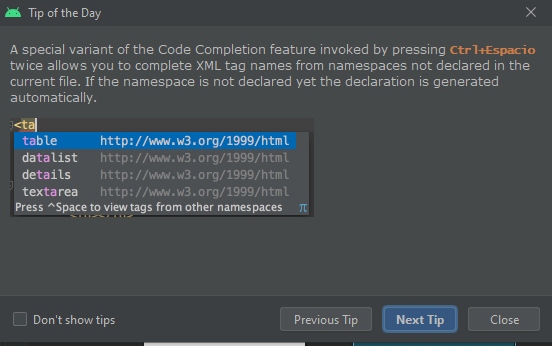 Tip of the Day
A special variant of the Code Completion feature invoked by pressing Ctrl+Espacio
twice allows you to complete XML tag names from namespaces not declared in the
current file. If the namespace is not declared yet the declaration is generated
automatically.
<ta
table http://www.w3.org/1999/html
datalist http://www.w3.org/1999/html
details http://www.w3.org/1999/html
textarea http://www.w3.org/1999/html
Press ^Space to view tags from other namespaces π
Don't show tips
Previous Tip
Next Tip
Close